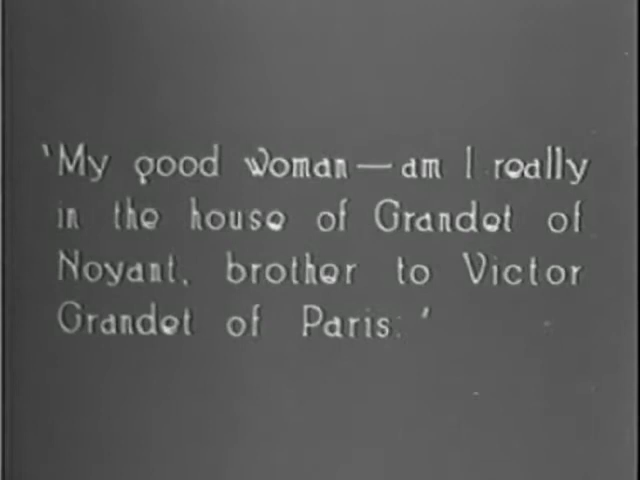 'My good woman — am I really
in the house of Grandet of
Noyant, brother to Victor
Grandet of Paris.'